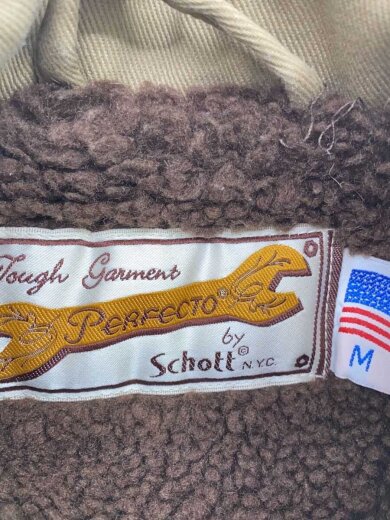 Tough Garment
PERFECTO©
by
Schott© N.Y.C.
M